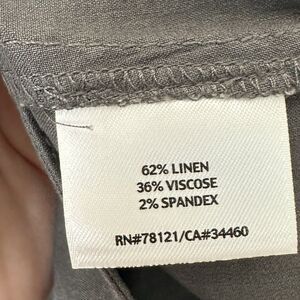 62% LINEN
36% VISCOSE
2% SPANDEX
RN#78121/CA#34460